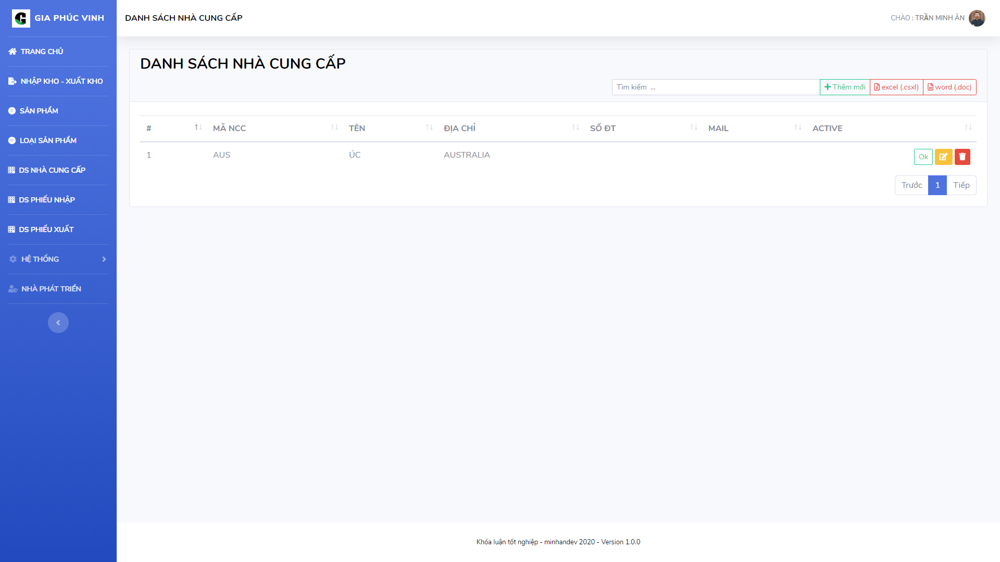 GIA PHÚC VINH
DANH SÁCH NHÀ CUNG CẤP
CHÀO : TRẦN MINH ÂN
TRANG CHỦ
NHẬP KHO - XUẤT KHO
SẢN PHẨM
LOẠI SẢN PHẨM
DS NHÀ CUNG CẤP
DS PHIẾU NHẬP
DS PHIẾU XUẤT
HỆ THỐNG
NHÀ PHÁT TRIỂN
DANH SÁCH NHÀ CUNG CẤP
Tìm kiếm ... Thêm mới excel (.csxl) word (.doc)
# MÃ NCC TÊN ĐỊA CHỈ SỐ ĐT MAIL ACTIVE
1 AUS ÚC AUSTRALIA Ok
Trước 1 Tiếp
Khóa luận tốt nghiệp - minhandev 2020 - Version 1.0.0